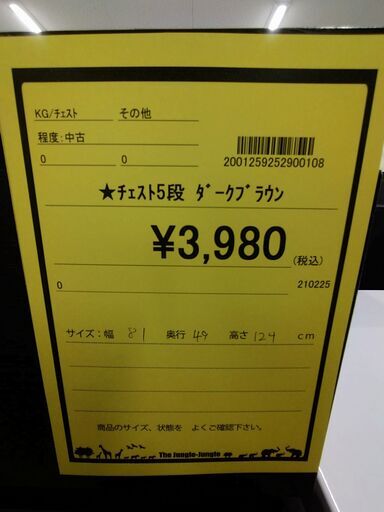 KG/ﾁｪｽﾄ その他
程度:中古
0 0
2001259252900108
★ﾁｪｽﾄ5段 ﾀﾞｰｸﾌﾞﾗｳﾝ
¥3,980 (税込)
0 210225
サイズ:幅 81 奥行 49 高さ 124 cm
商品のサイズ、状態を よくご確認下さい。
The Jungle-Jungle